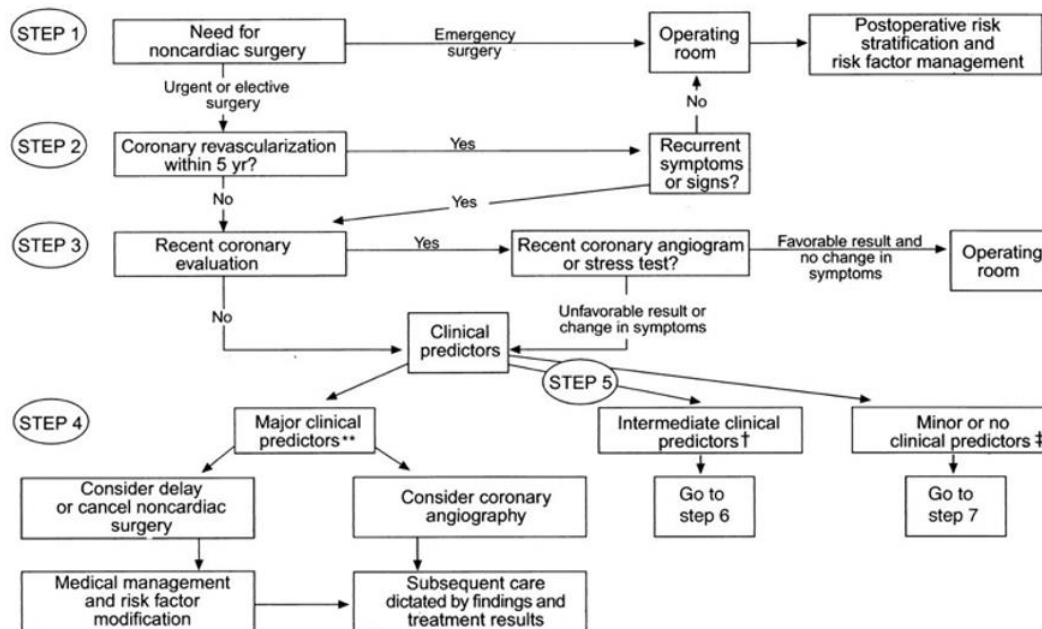 STEP 1
Need for
noncardiac surgery
Emergency
surgery
Operating
room
Postoperative risk
stratification and
risk factor management
Urgent or elective
surgery
No
STEP 2
Coronary revascularization
within 5 yr?
Yes
Recurrent
symptoms
or signs?
No
Yes
STEP 3
Recent coronary
evaluation
Yes
Recent coronary angiogram
or stress test?
Favorable result and
no change in
symptoms
Operating
room
No
Unfavorable result or
change in symptoms
Clinical
predictors
STEP 5
STEP 4
Major clinical
predictors**
Intermediate clinical
predictors†
Minor or no
clinical predictors‡
Consider delay
or cancel noncardiac
surgery
Consider coronary
angiography
Go to
step 6
Go to
step 7
Medical management
and risk factor
modification
Subsequent care
dictated by findings and
treatment results